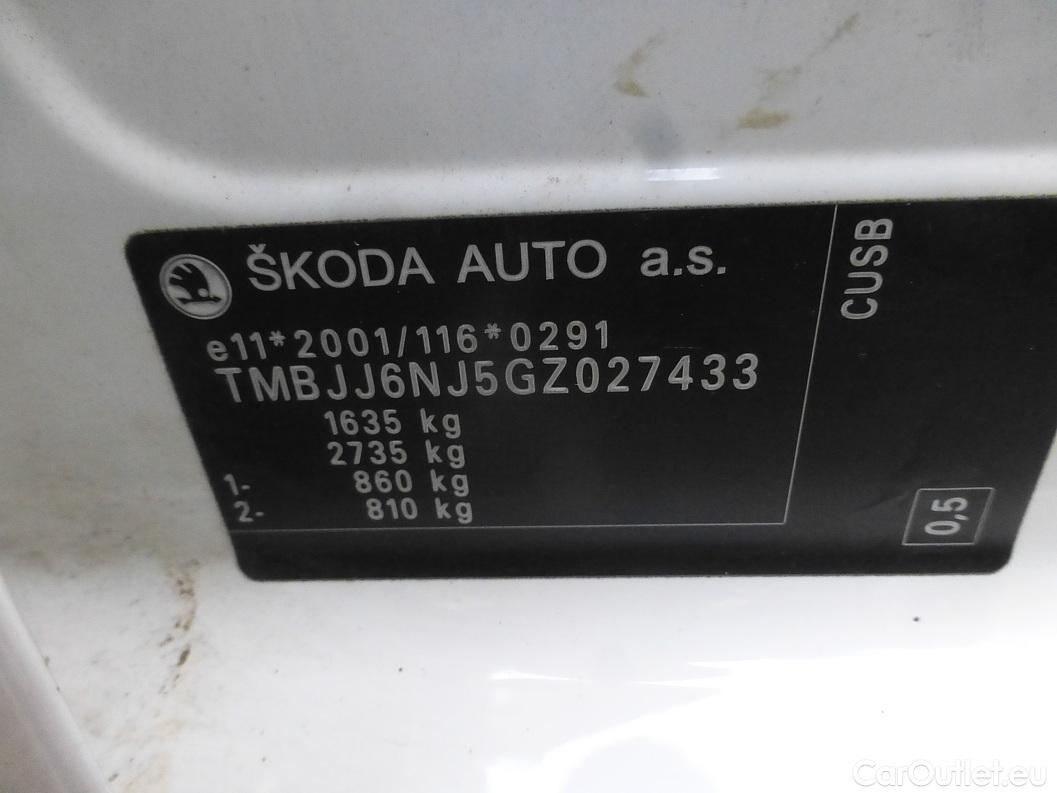 ŠKODA AUTO a.s.
e11*2001/116*0291
TMBJJ6NJ5GZ027433
1635 kg
2735 kg
1- 860 kg
2- 810 kg
CUSB
0,5
CarOutlet.eu